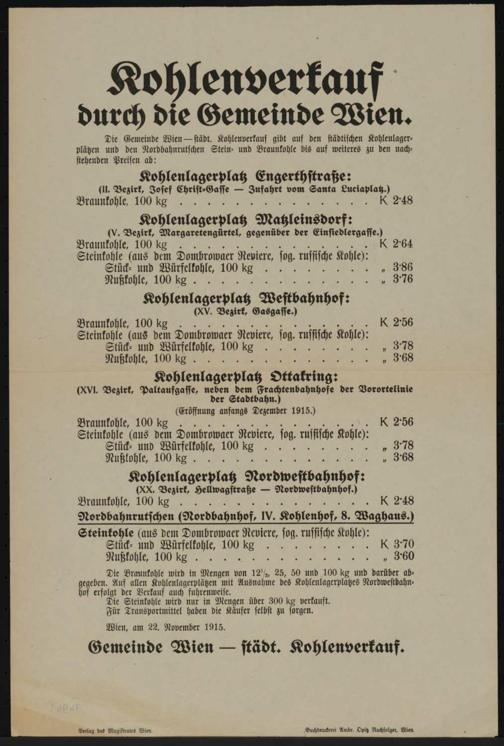 Kohlenverkauf
durch die Gemeinde Wien.
Die Gemeinde Wien — städt. Kohlenverkauf gibt auf den städtischen Kohlenlager-
plätzen und den Nordbahnrutschen Stein- und Braunkohle bis auf weiteres zu den nach-
stehenden Preisen ab:
Kohlenlagerplatz Engerthstraße:
(II. Bezirk, Josef Christ-Gasse — Zufahrt vom Santa Luciaplatz.)
Braunkohle, 100 kg . . . . . . . . . . . . . K 2·48
Kohlenlagerplatz Matzleinsdorf:
(V. Bezirk, Margaretengürtel, gegenüber der Einsiedlergasse.)
Braunkohle, 100 kg . . . . . . . . . . . . . K 2·64
Steinkohle (aus dem Dombrowaer Reviere, sog. russische Kohle):
Stück- und Würfelkohle, 100 kg . . . . . . . „ 3·86
Nußkohle, 100 kg . . . . . . . . . . . . „ 3·76
Kohlenlagerplatz Westbahnhof:
(XV. Bezirk, Gasgasse.)
Braunkohle, 100 kg . . . . . . . . . . . . . K 2·56
Steinkohle (aus dem Dombrowaer Reviere, sog. russische Kohle):
Stück- und Würfelkohle, 100 kg . . . . . . . „ 3·78
Nußkohle, 100 kg . . . . . . . . . . . . „ 3·68
Kohlenlagerplatz Ottakring:
(XVI. Bezirk, Paltaufgasse, neben dem Frachtenbahnhofe der Vorortelinie
der Stadtbahn.)
(Eröffnung anfangs Dezember 1915.)
Braunkohle, 100 kg . . . . . . . . . . . . . K 2·56
Steinkohle (aus dem Dombrowaer Reviere, sog. russische Kohle):
Stück- und Würfelkohle, 100 kg . . . . . . . „ 3·78
Nußkohle, 100 kg . . . . . . . . . . . . „ 3·68
Kohlenlagerplatz Nordwestbahnhof:
(XX. Bezirk, Hellwagstraße — Nordwestbahnhof.)
Braunkohle, 100 kg . . . . . . . . . . . . . K 2·48
Nordbahnrutschen (Nordbahnhof, IV. Kohlenhof, 8. Waghaus.)
Steinkohle (aus dem Dombrowaer Reviere, sog. russische Kohle):
Stück- und Würfelkohle, 100 kg . . . . . . . K 3·70
Nußkohle, 100 kg . . . . . . . . . . . . „ 3·60
Die Braunkohle wird in Mengen von 12½, 25, 50 und 100 kg und darüber ab-
gegeben. Auf allen Kohlenlagerplätzen mit Ausnahme des Kohlenlagerplatzes Nordwestbahn-
hof erfolgt der Verkauf auch fuhrenweise.
Die Steinkohle wird nur in Mengen über 300 kg verkauft.
Für Transportmittel haben die Käufer selbst zu sorgen.
Wien, am 22. November 1915.
Gemeinde Wien — städt. Kohlenverkauf.
Verlag des Magistrates Wien.
Buchdruckerei Andr. Opitz Nachfolger, Wien.